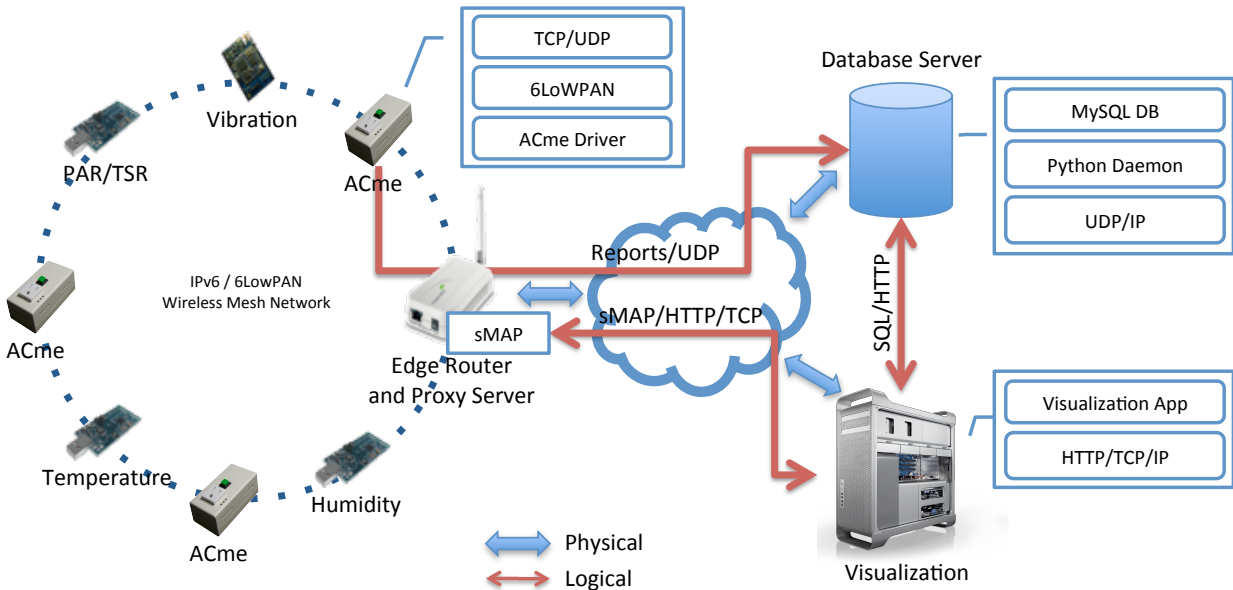 TCP/UDP
6LoWPAN
ACme Driver
Database Server
MySQL DB
Python Daemon
UDP/IP
Vibration
PAR/TSR
ACme
IPv6 / 6LowPAN
Wireless Mesh Network
Reports/UDP
sMAP/HTTP/TCP
SQL/HTTP
sMAP
Edge Router
and Proxy Server
ACme
Temperature
ACme
Humidity
Visualization App
HTTP/TCP/IP
Visualization
Physical
Logical